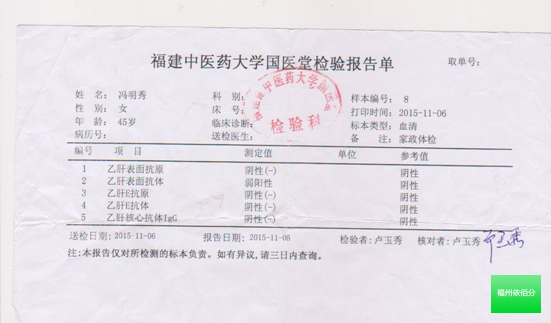 福建中医药大学国医堂检验报告单
取单号:
姓 名: 冯明秀 科 别: 样本编号: 8
性 别: 女 床 号: 打印时间: 2015-11-06
年 龄: 45岁 临床诊断: 标本类型: 血清
病历号: 送检医生: 备 注: 家政体检
中医药大学国医
检验科
编号 项 目 测定值 单位 参考值
1 乙肝表面抗原 阴性(-) 阴性
2 乙肝表面抗体 弱阳性 阴性
3 乙肝E抗原 阴性(-) 阴性
4 乙肝E抗体 阴性(-) 阴性
5 乙肝核心抗体IgG 阴性(-) 阴性
送检日期: 2015-11-06 报告日期: 2015-11-06 检验者: 卢玉秀 核对者: 卢玉秀
注:本报告仅对所检测的标本负责。如有异议,请三日内查询。
福州依佰分